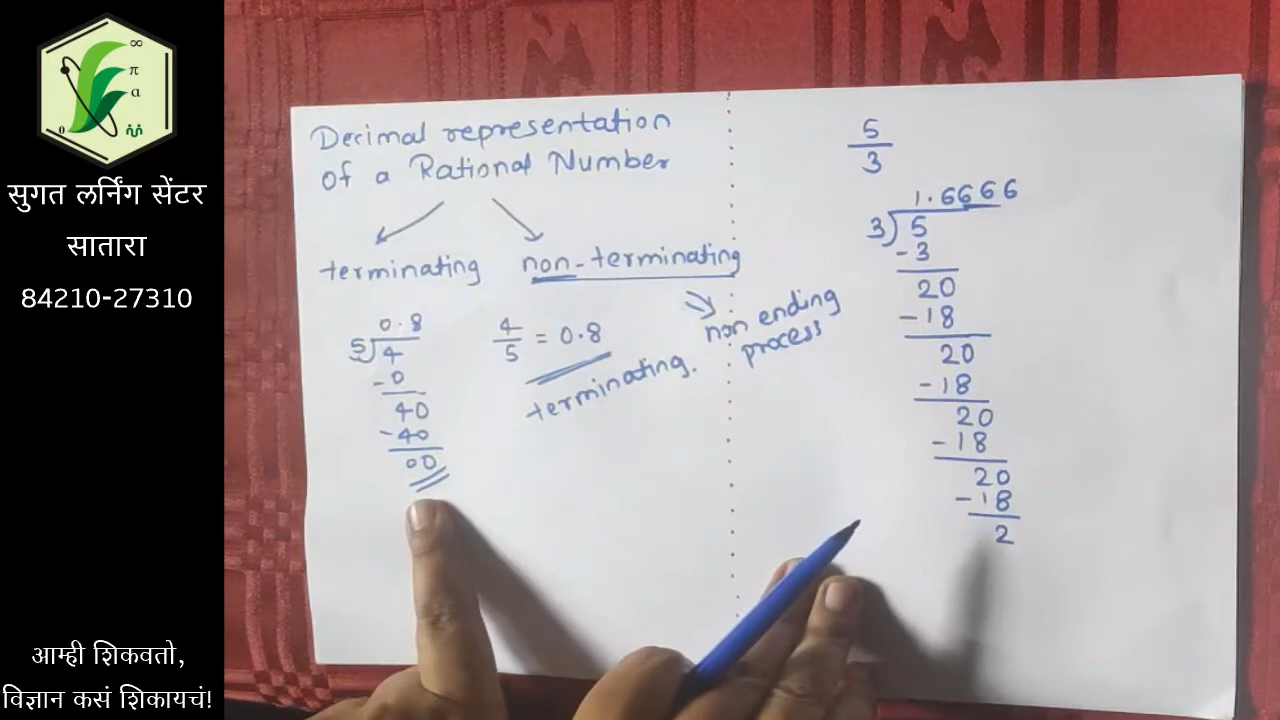 ∞
π
a
0
सुगत लर्निंग सेंटर
सातारा
84210-27310
आम्ही शिकवतो,
विज्ञान कसं शिकायचं!
Decimal representation
of a Rational Number
terminating
non-terminating
non ending
process
0.8
5)4
-0
40
-40
00
4/5 = 0.8
terminating.
5/3
1.6666
3)5
-3
20
-18
20
-18
20
-18
20
-18
2